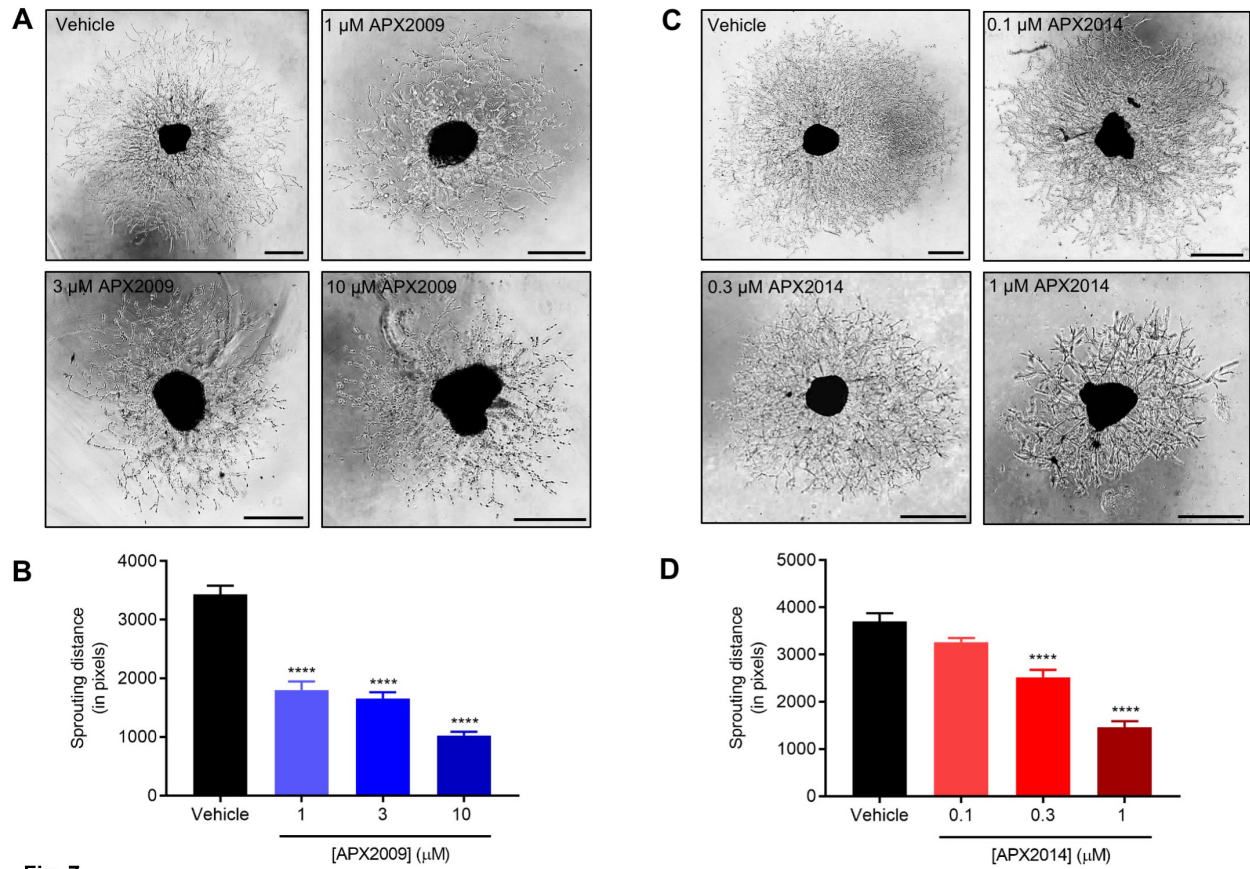 A
Vehicle
1 µM APX2009
3 µM APX2009
10 µM APX2009
C
Vehicle
0.1 µM APX2014
0.3 µM APX2014
1 µM APX2014
B
Sprouting distance
(in pixels)
4000
3000
2000
1000
0
****
****
****
Vehicle
1
3
10
[APX2009] (µM)
D
Sprouting distance
(in pixels)
5000
4000
3000
2000
1000
0
****
****
Vehicle
0.1
0.3
1
[APX2014] (µM)